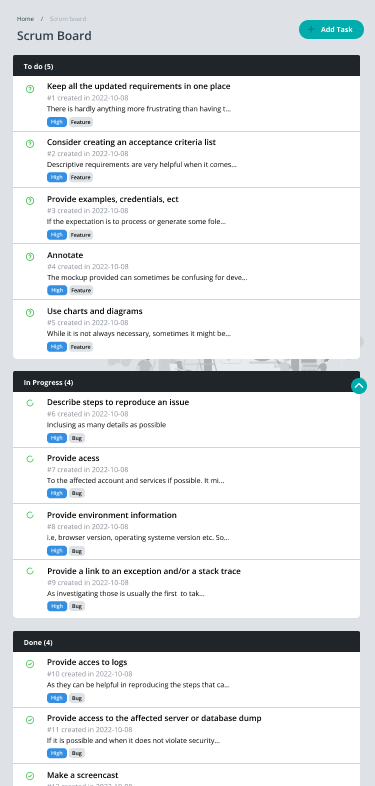 Home / Scrum board
Scrum Board
+ Add Task
To do (5)
Keep all the updated requirements in one place
#1 created in 2022-10-08
There is hardly anything more frustrating than having t...
High Feature
Consider creating an acceptance criteria list
#2 created in 2022-10-08
Descriptive requirements are very helpful when it comes...
High Feature
Provide examples, credentials, ect
#3 created in 2022-10-08
If the expectation is to process or generate some fole...
High Feature
Annotate
#4 created in 2022-10-08
The mockup provided can sometimes be confusing for deve...
High Feature
Use charts and diagrams
#5 created in 2022-10-08
While it is not always necessary, sometimes it might be...
High Feature
In Progress (4)
Describe steps to reproduce an issue
#6 created in 2022-10-08
Inclusing as many details as possible
High Bug
Provide acess
#7 created in 2022-10-08
To the affected account and services if possible. It mi...
High Bug
Provide environment information
#8 created in 2022-10-08
i.e, browser version, operating systeme version etc. So...
High Bug
Provide a link to an exception and/or a stack trace
#9 created in 2022-10-08
As investigating those is usually the first to tak...
High Bug
Done (4)
Provide acces to logs
#10 created in 2022-10-08
As they can be helpful in reproducing the steps that ca...
High Bug
Provide access to the affected server or database dump
#11 created in 2022-10-08
If it is possible and when it does not violate security...
High Bug
Make a screencast
#12 created in 2022-10-08